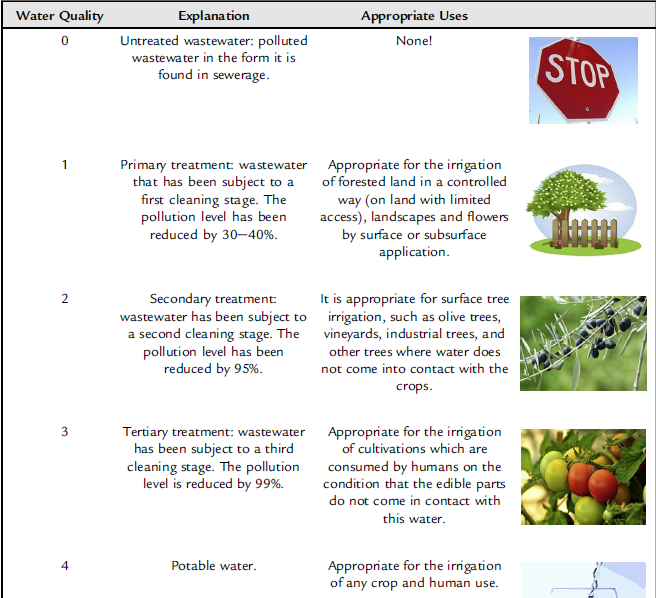 Water Quality Explanation Appropriate Uses
0
Untreated wastewater: polluted
wastewater in the form it is
found in sewerage.
None!
STOP
1
Primary treatment: wastewater
that has been subject to a
first cleaning stage. The
pollution level has been
reduced by 30—40%.
Appropriate for the irrigation
of forested land in a controlled
way (on land with limited
access), landscapes and flowers
by surface or subsurface
application.
2
Secondary treatment:
wastewater has been subject to
a second cleaning stage. The
pollution level has been
reduced by 95%.
It is appropriate for surface tree
irrigation, such as olive trees,
vineyards, industrial trees, and
other trees where water does
not come into contact with the
crops.
3
Tertiary treatment: wastewater
has been subject to a third
cleaning stage. The pollution
level is reduced by 99%.
Appropriate for the irrigation
of cultivations which are
consumed by humans on the
condition that the edible parts
do not come in contact with
this water.
4
Potable water.
Appropriate for the irrigation
of any crop and human use.